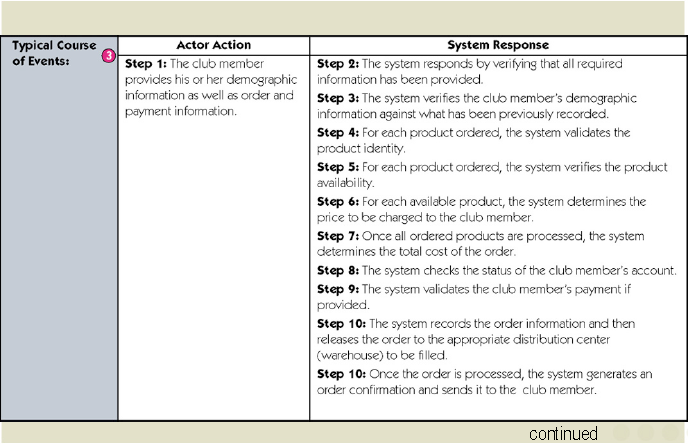 Typical Course
of Events:
3
Actor Action
System Response
Step 1: The club member
provides his or her demographic
information as well as order and
payment information.
Step 2: The system responds by verifying that all required
information has been provided.
Step 3: The system verifies the club member's demographic
information against what has been previously recorded.
Step 4: For each product ordered, the system validates the
product identity.
Step 5: For each product ordered, the system verifies the product
availability.
Step 6: For each available product, the system determines the
price to be charged to the club member.
Step 7: Once all ordered products are processed, the system
determines the total cost of the order.
Step 8: The system checks the status of the club member's account.
Step 9: The system validates the club member's payment if
provided.
Step 10: The system records the order information and then
releases the order to the appropriate distribution center
(warehouse) to be filled.
Step 10: Once the order is processed, the system generates an
order confirmation and sends it to the club member.
continued